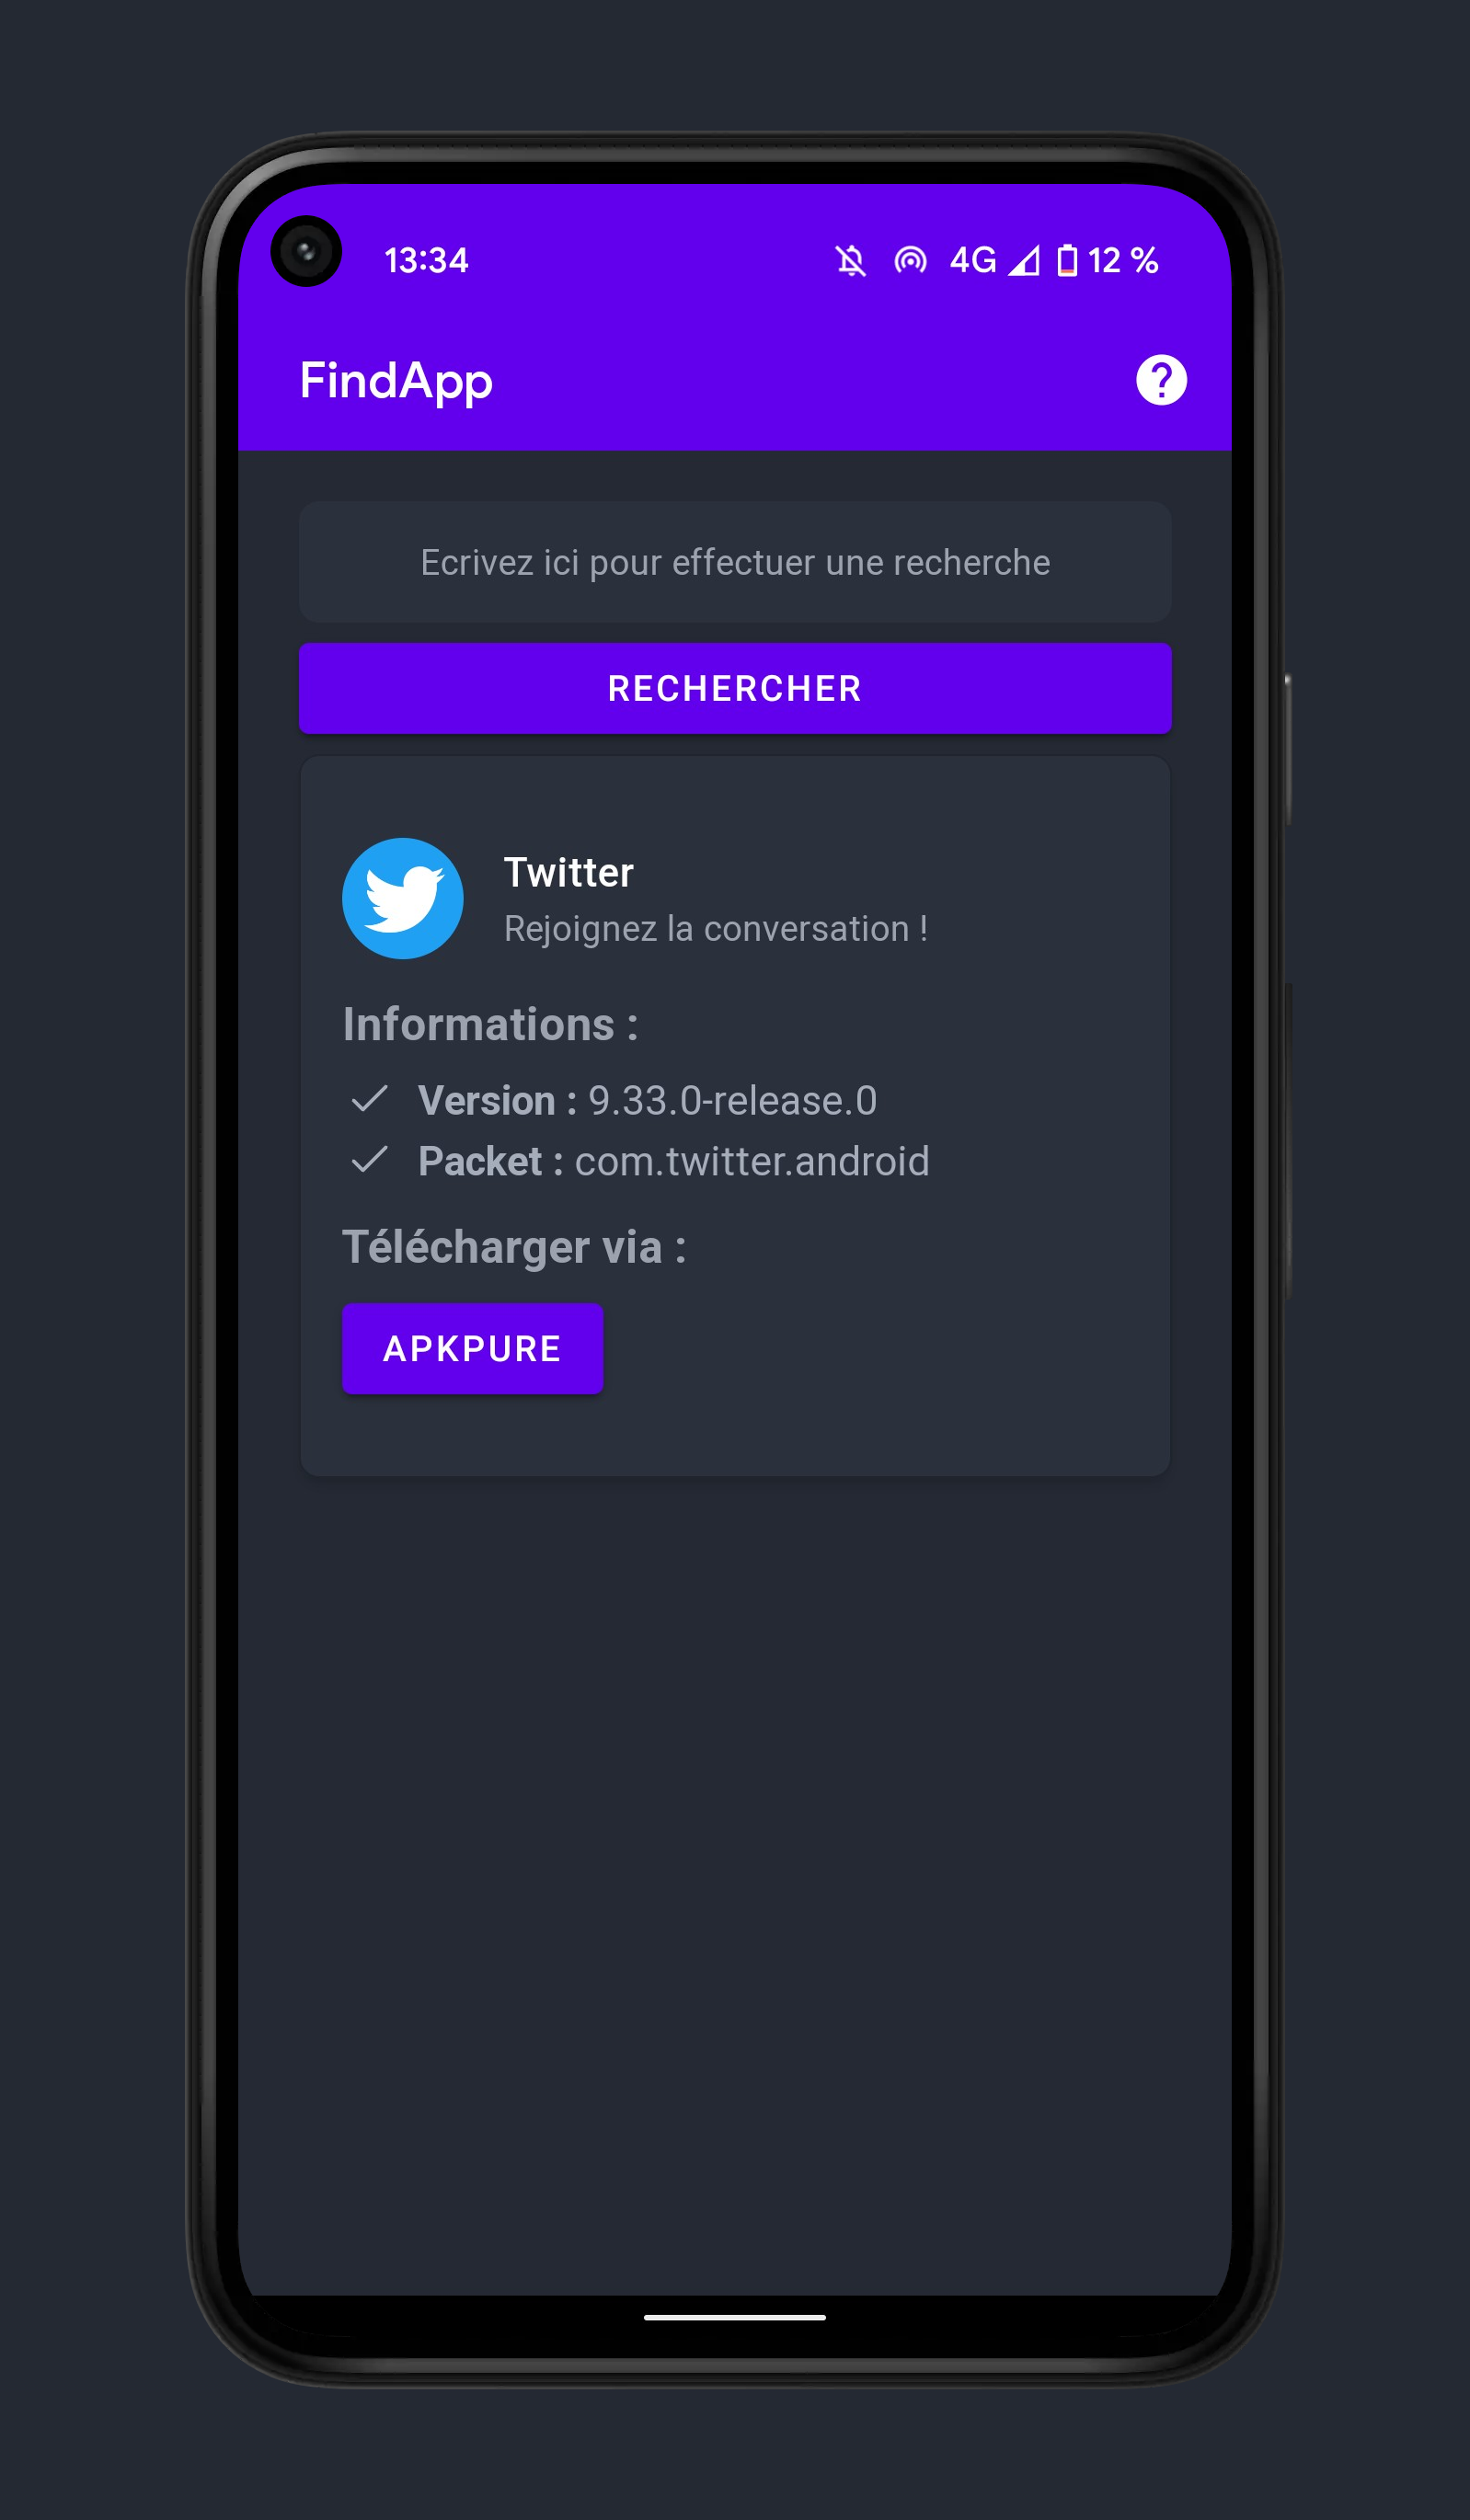 13:34
4G 12 %
FindApp
Ecrivez ici pour effectuer une recherche
RECHERCHER
Twitter
Rejoignez la conversation !
Informations :
Version : 9.33.0-release.0
Packet : com.twitter.android
Télécharger via :
APKPURE